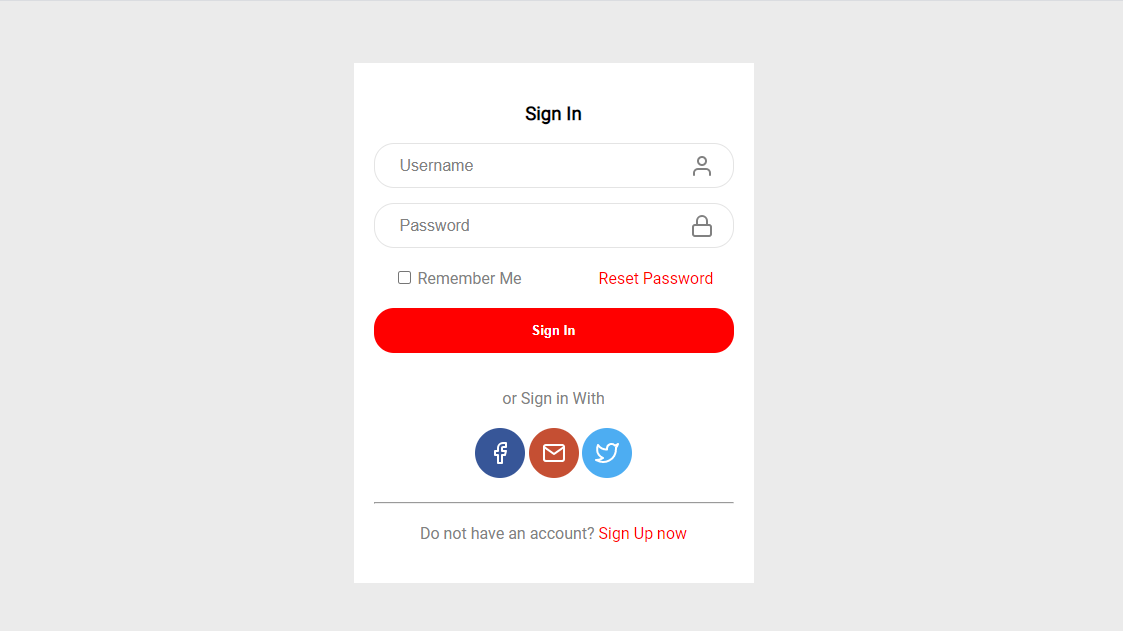 Sign In
Username
Password
Remember Me Reset Password
Sign In
or Sign in With
Do not have an account? Sign Up now